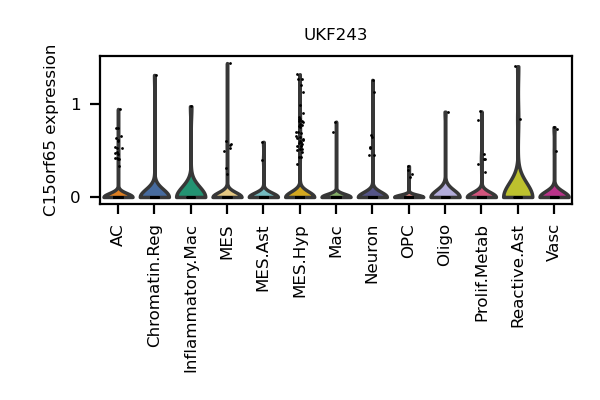 UKF243
C15orf65 expression
1
0
AC
Chromatin.Reg
Inflammatory.Mac
MES
MES.Ast
MES.Hyp
Mac
Neuron
OPC
Oligo
Prolif.Metab
Reactive.Ast
Vasc